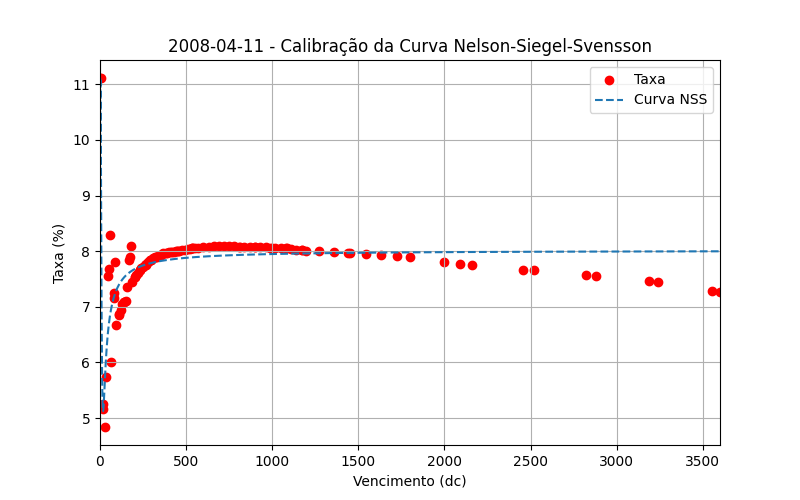 2008-04-11 - Calibração da Curva Nelson-Siegel-Svensson
Taxa
Curva NSS
Taxa (%)
11
10
9
8
7
6
5
0 500 1000 1500 2000 2500 3000 3500
Vencimento (dc)